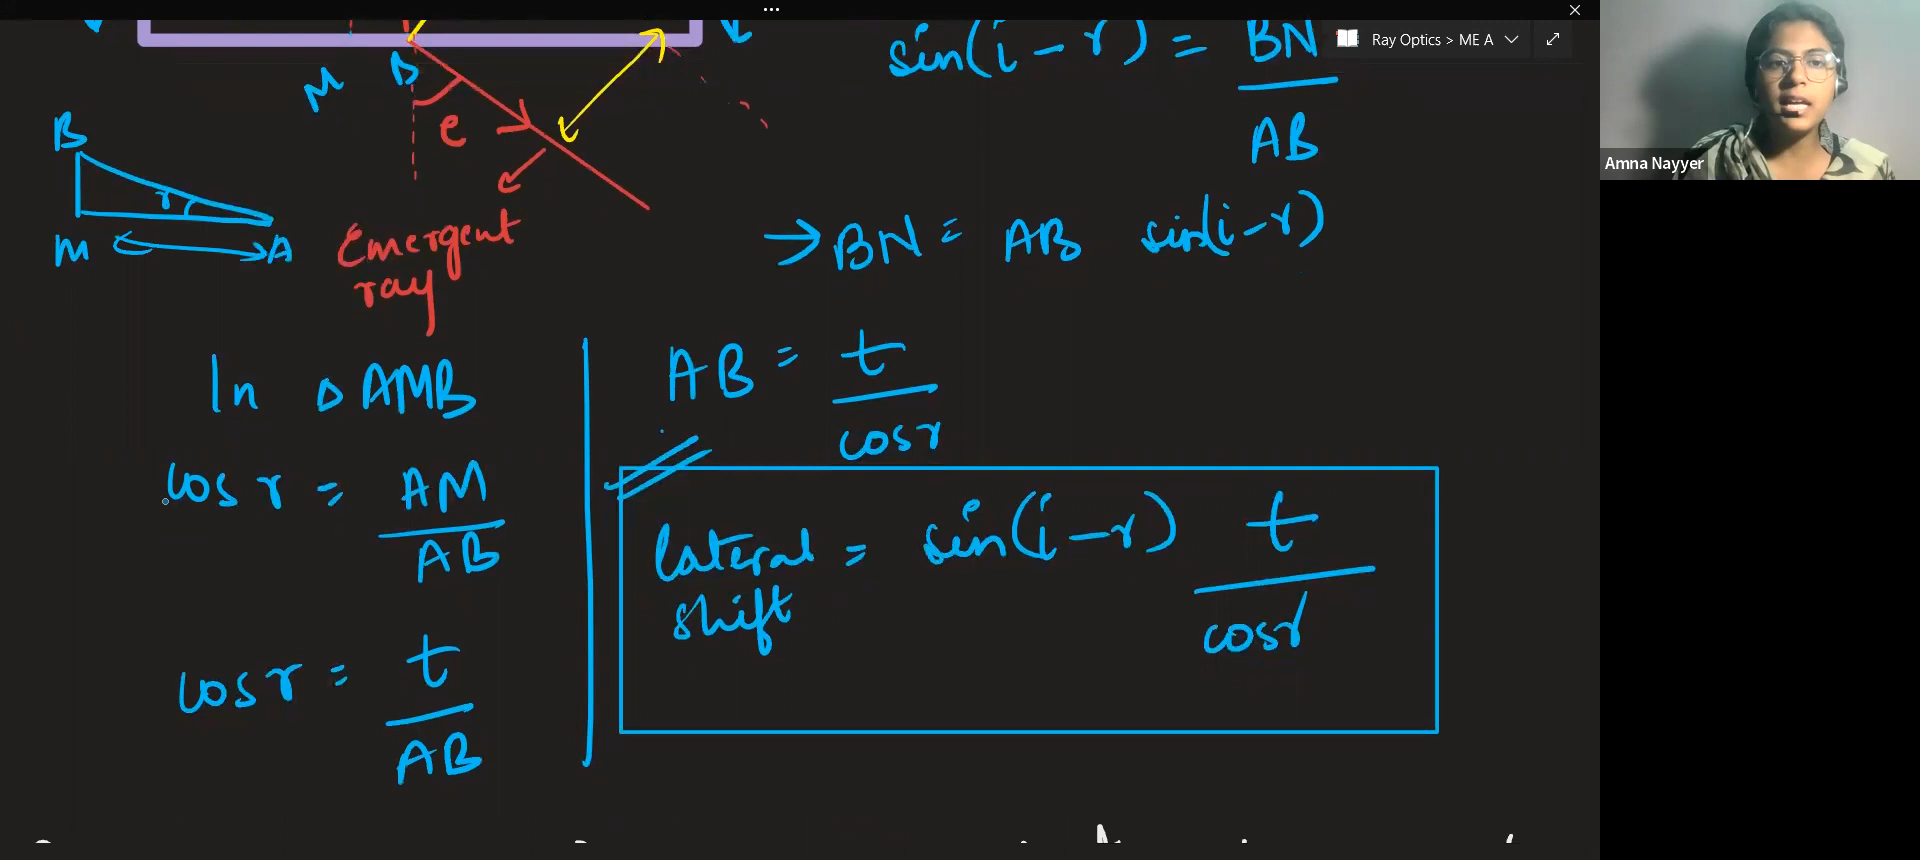 Ray Optics > ME A
sin(i-r) = BN
AB
M
B
e
Emergent
ray
B
r
M A
Amna Nayyer
→ BN = AB sin(i-r)
In △ AMB
cos r = AM
AB
cos r = t
AB
AB = t
cos r
lateral = sin(i-r) t
shift cos r